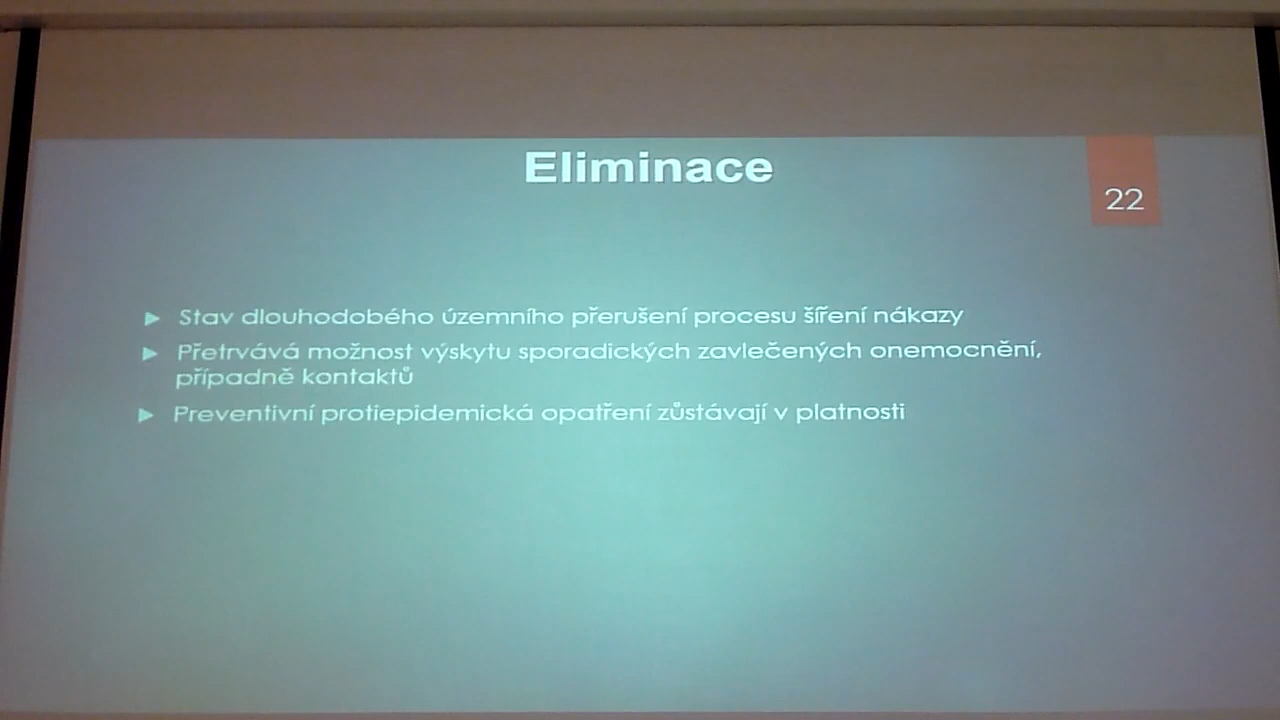 Eliminace
22
Stav dlouhodobého územního přerušení procesu šíření nákazy
Přetrvává možnost výskytu sporadických zavlečených onemocnění,
případně kontaktů
Preventivní protiepidemická opatření zůstávají v platnosti